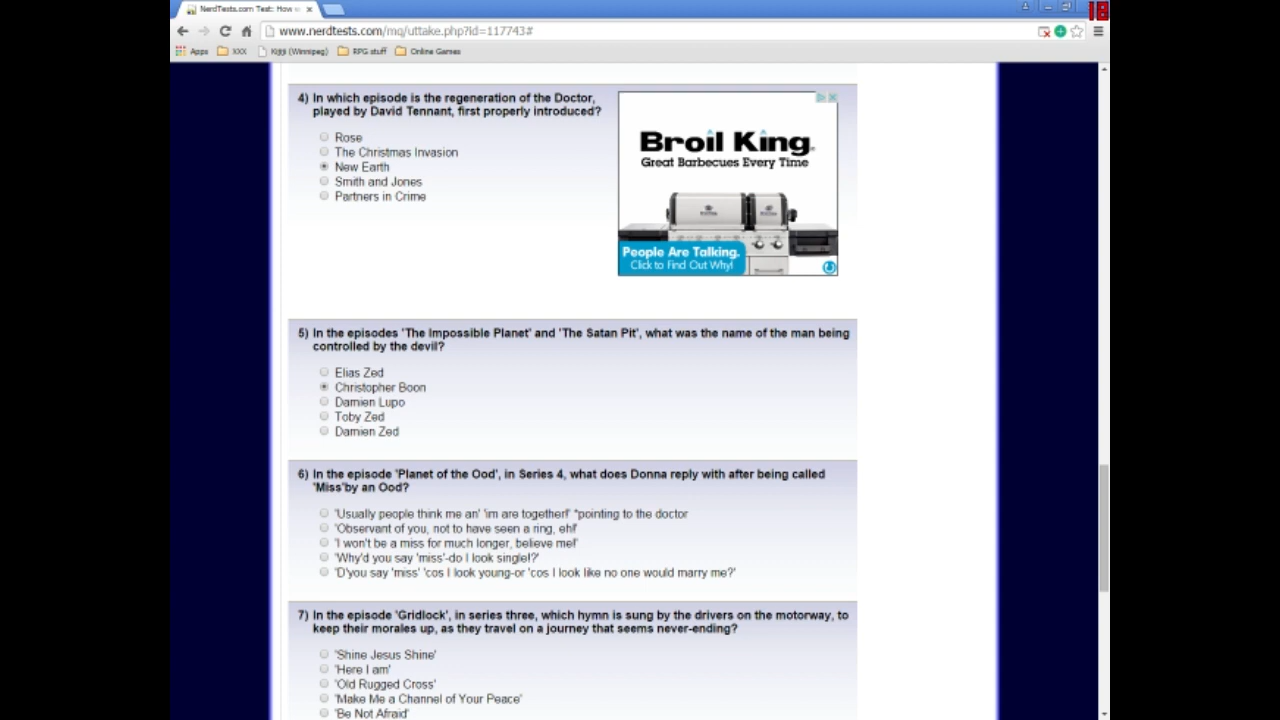 NerdTests.com Test: How
18
www.nerdtests.com/mq/uttake.php?id=117743#
Apps XXX Kijiji (Winnipeg) RPG stuff Online Games
4) In which episode is the regeneration of the Doctor,
played by David Tennant, first properly introduced?
Rose
The Christmas Invasion
New Earth
Smith and Jones
Partners in Crime
Broil King
Great Barbecues Every Time
People Are Talking.
Click to Find Out Why!
5) In the episodes 'The Impossible Planet' and 'The Satan Pit', what was the name of the man being
controlled by the devil?
Elias Zed
Christopher Boon
Damien Lupo
Toby Zed
Damien Zed
6) In the episode 'Planet of the Ood', in Series 4, what does Donna reply with after being called
'Miss'by an Ood?
'Usually people think me an' 'im are together!' *pointing to the doctor
'Observant of you, not to have seen a ring, eh!'
'I won't be a miss for much longer, believe me!'
'Why'd you say 'miss'-do I look single!?'
'D'you say 'miss' 'cos I look young-or 'cos I look like no one would marry me?'
7) In the episode 'Gridlock', in series three, which hymn is sung by the drivers on the motorway, to
keep their morales up, as they travel on a journey that seems never-ending?
'Shine Jesus Shine'
'Here I am'
'Old Rugged Cross'
'Make Me a Channel of Your Peace'
'Be Not Afraid'